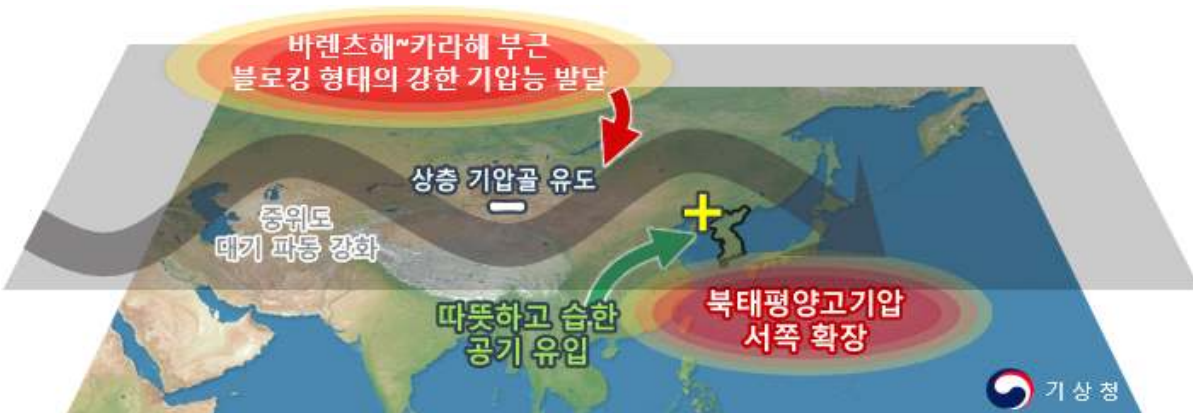 바렌츠해~카라해 부근
블로킹 형태의 강한 기압능 발달
상층 기압골 유도
중위도
대기 파동 강화
따뜻하고 습한
공기 유입
북태평양고기압
서쪽 확장
기상청